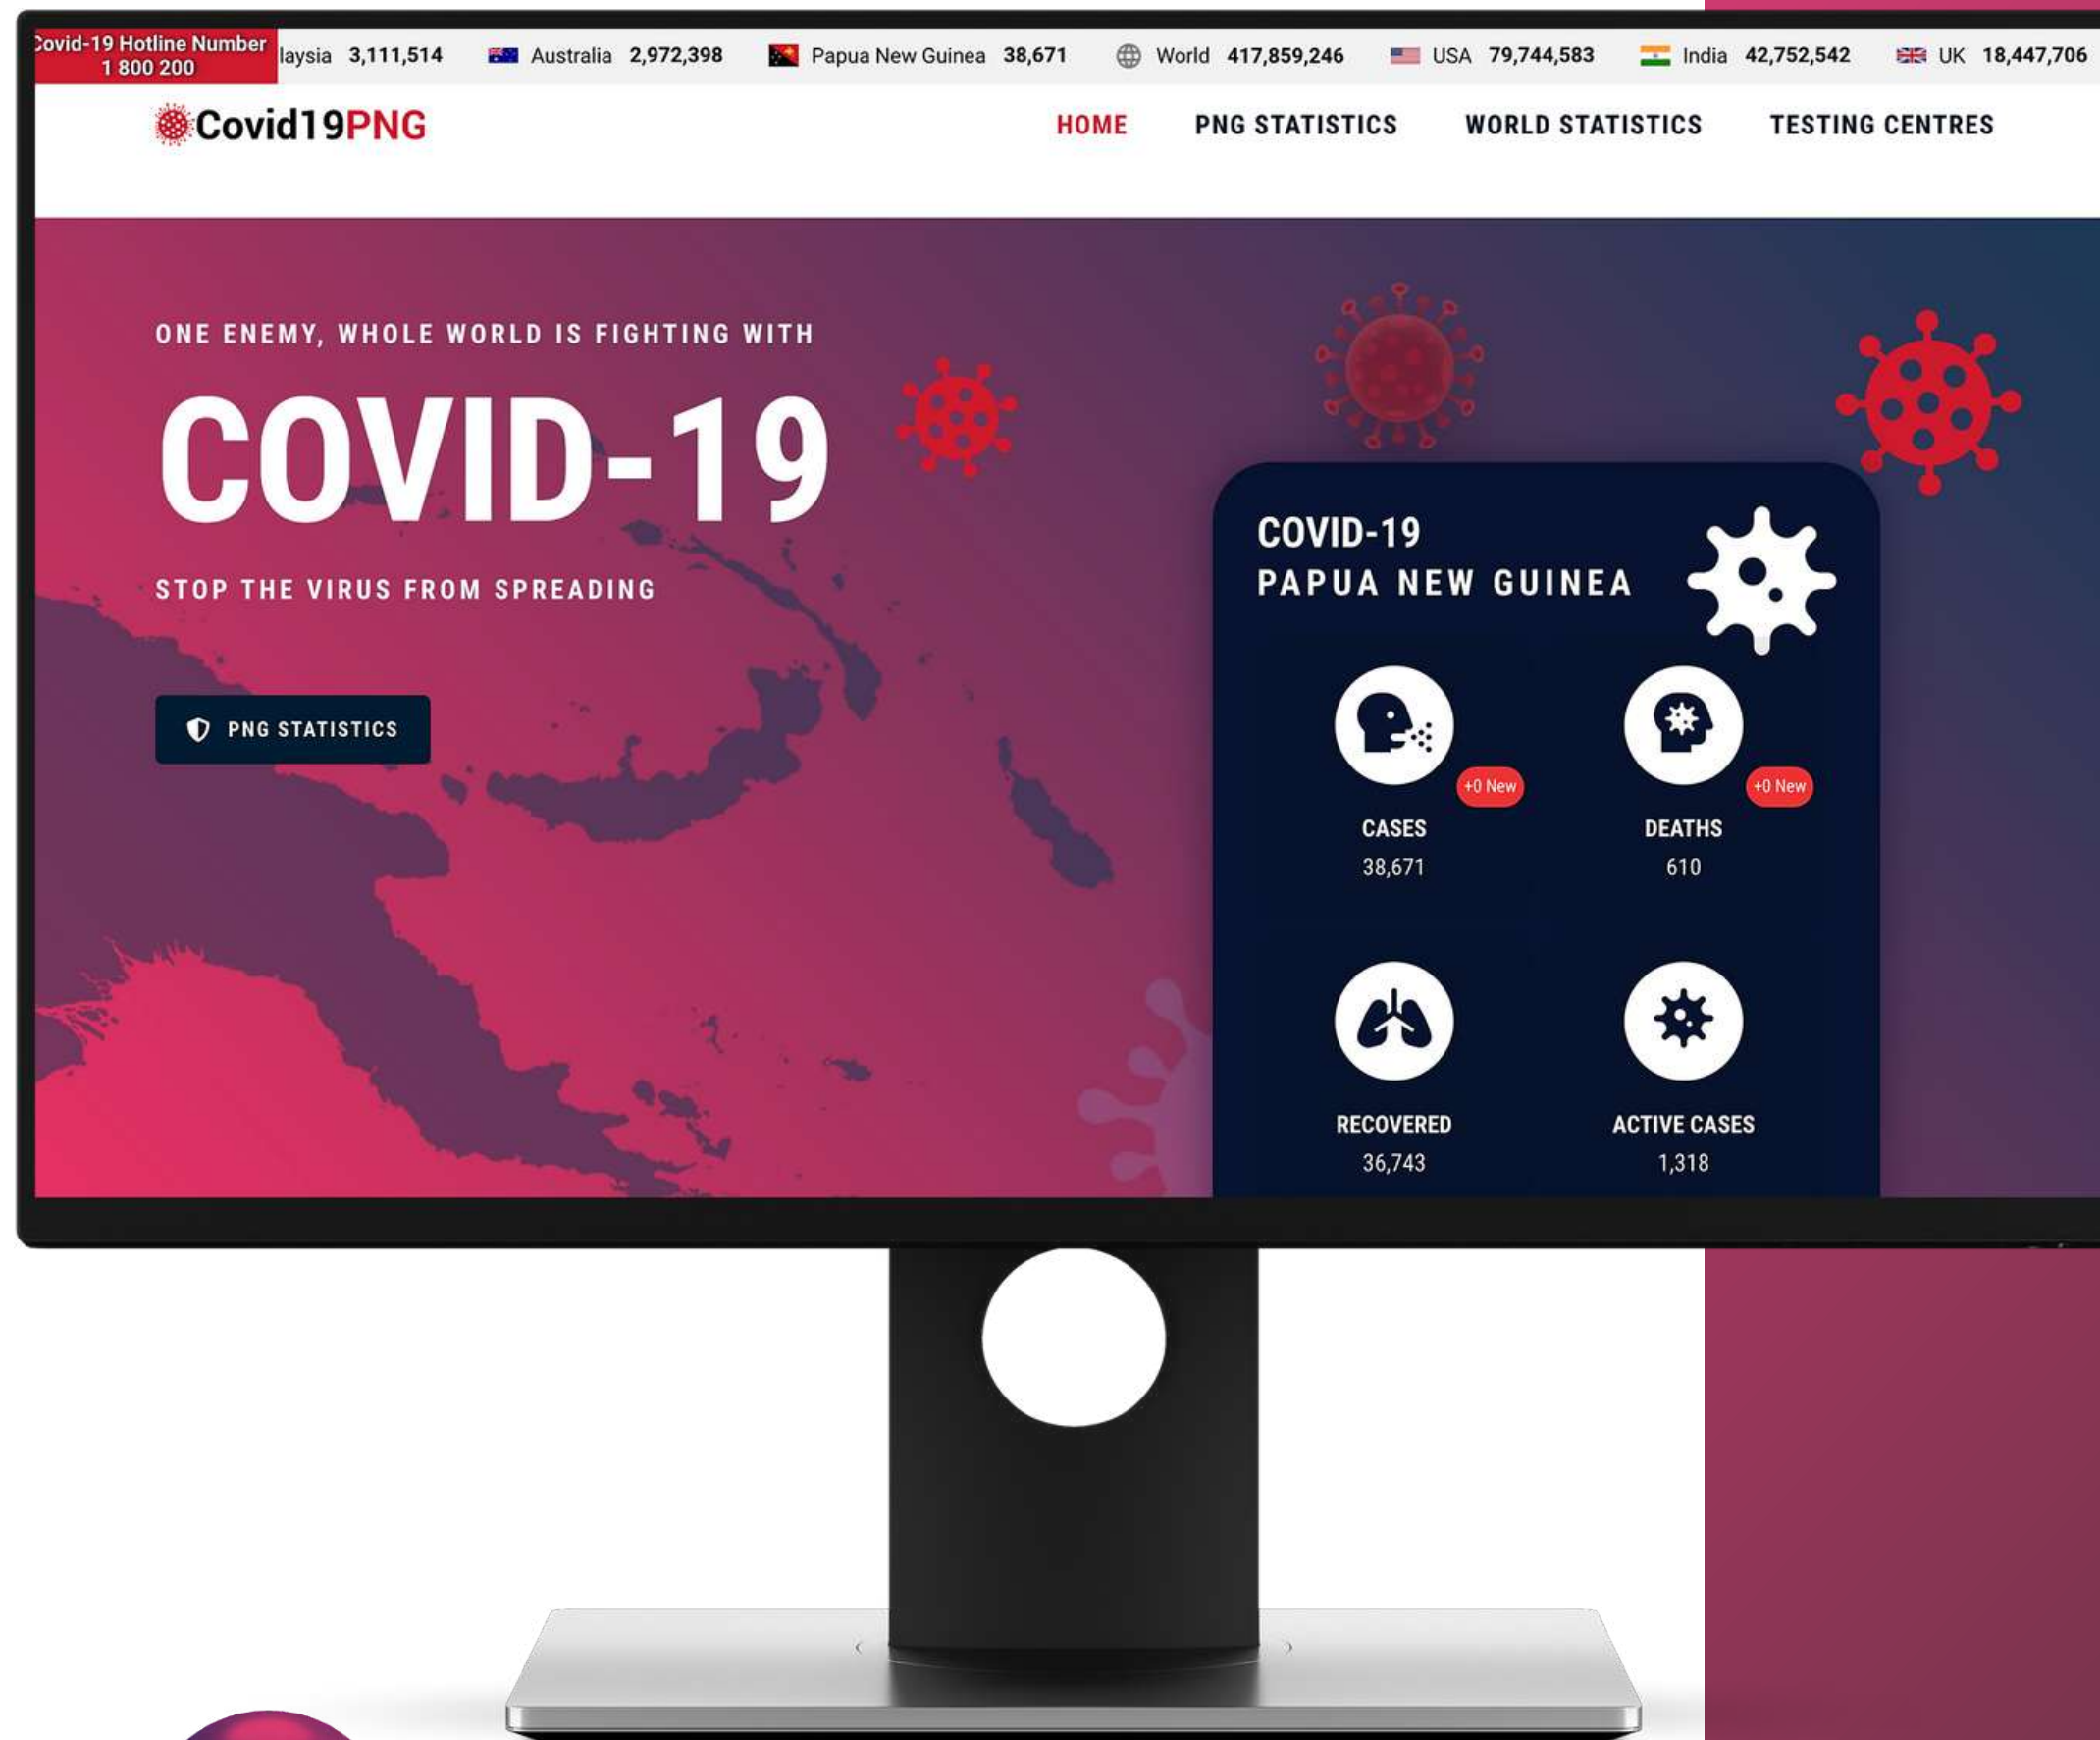 Covid-19 Hotline Number
1 800 200
laysia 3,111,514 Australia 2,972,398 Papua New Guinea 38,671 World 417,859,246 USA 79,744,583 India 42,752,542 UK 18,447,706
Covid19PNG
HOME PNG STATISTICS WORLD STATISTICS TESTING CENTRES
ONE ENEMY, WHOLE WORLD IS FIGHTING WITH
COVID-19
STOP THE VIRUS FROM SPREADING
PNG STATISTICS
COVID-19
PAPUA NEW GUINEA
+0 New
CASES
38,671
+0 New
DEATHS
610
RECOVERED
36,743
ACTIVE CASES
1,318